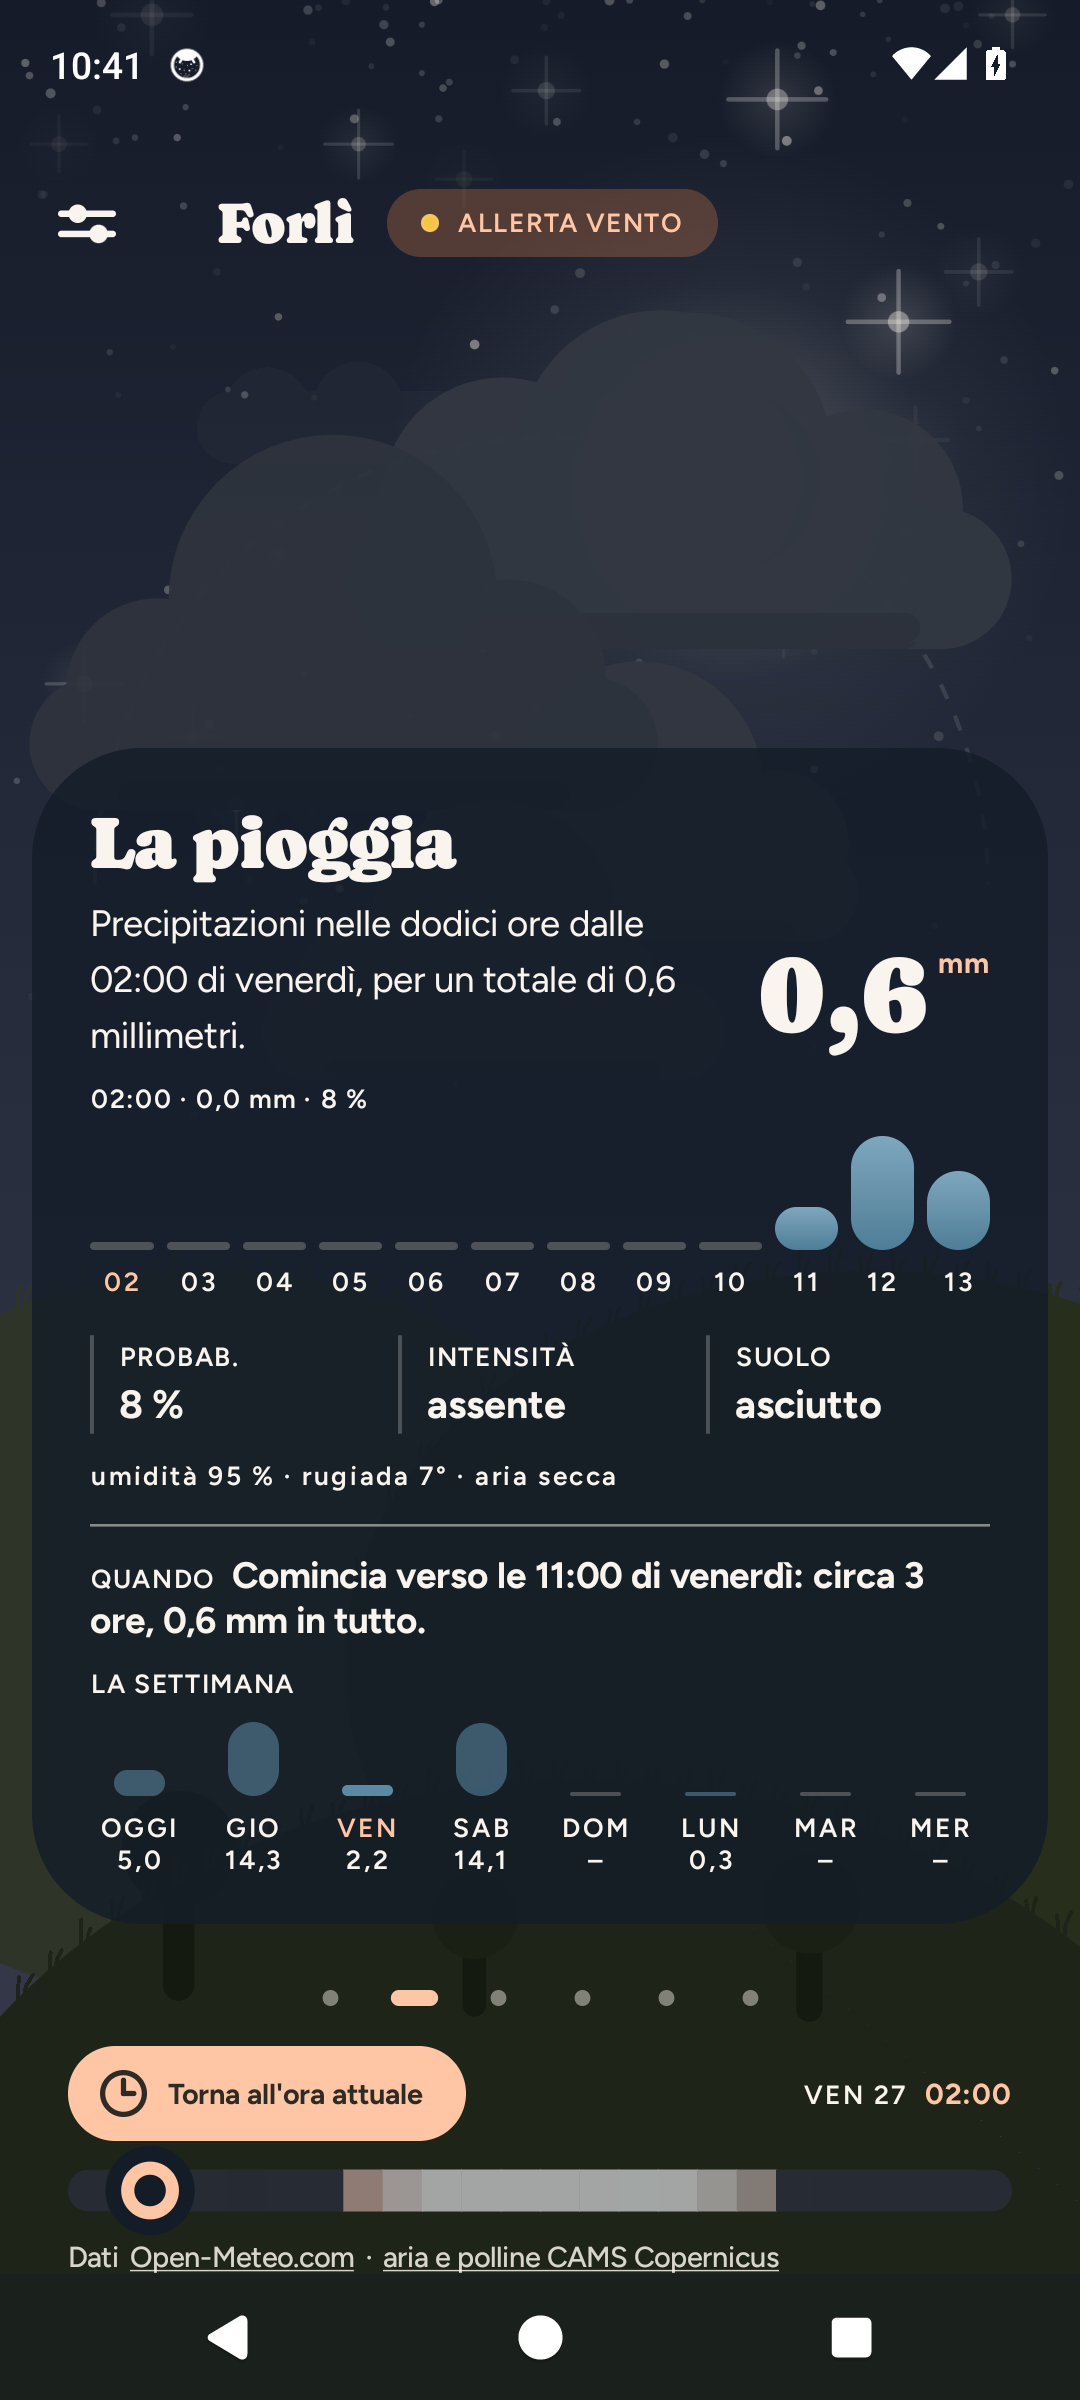 10:41
Forlì
ALLERTA VENTO
La pioggia
Precipitazioni nelle dodici ore dalle
02:00 di venerdì, per un totale di 0,6
millimetri.
0,6 mm
02:00 · 0,0 mm · 8 %
02 03 04 05 06 07 08 09 10 11 12 13
PROBAB. INTENSITÀ SUOLO
8 % assente asciutto
umidità 95 % · rugiada 7° · aria secca
QUANDO Comincia verso le 11:00 di venerdì: circa 3
ore, 0,6 mm in tutto.
LA SETTIMANA
OGGI GIO VEN SAB DOM LUN MAR MER
5,0 14,3 2,2 14,1 – 0,3 – –
Torna all'ora attuale
VEN 27 02:00
Dati Open-Meteo.com · aria e polline CAMS Copernicus